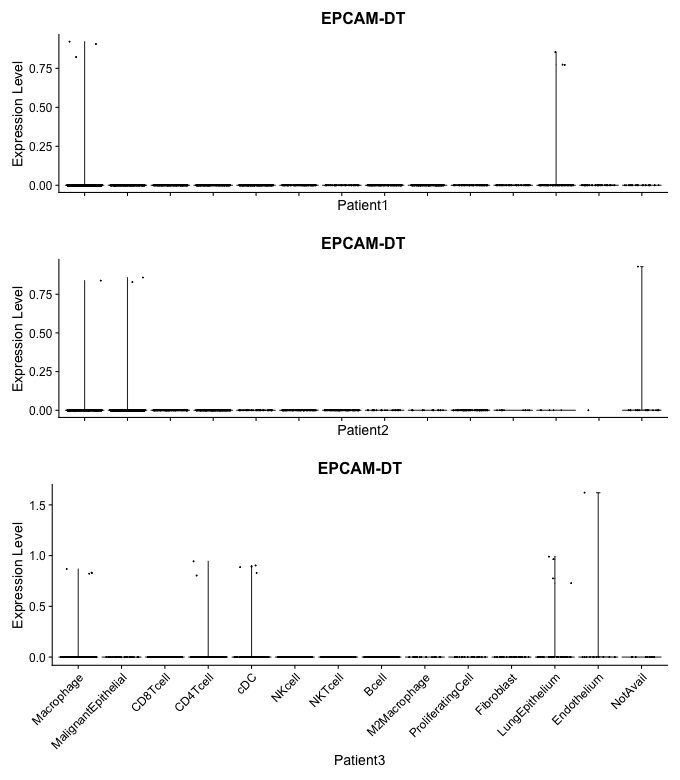 EPCAM-DT
Expression Level
0.75
0.50
0.25
0.00
Patient1
EPCAM-DT
Expression Level
0.75
0.50
0.25
0.00
Patient2
EPCAM-DT
Expression Level
1.5
1.0
0.5
0.0
Macrophage
MalignantEpithelial
CD8Tcell
CD4Tcell
cDC
NKcell
NKTcell
Bcell
M2Macrophage
ProliferatingCell
Fibroblast
LungEpithelium
Endothelium
NotAvail
Patient3